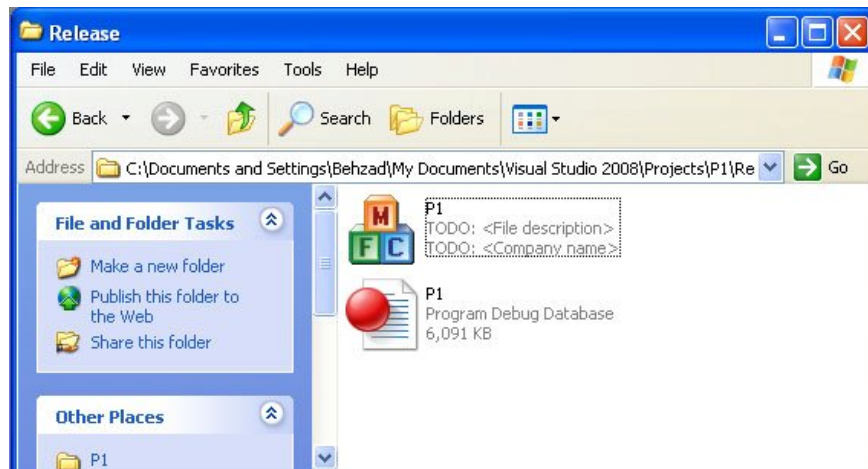 Release
File Edit View Favorites Tools Help
Back Search Folders
Address C:\Documents and Settings\Behzad\My Documents\Visual Studio 2008\Projects\P1\Re Go
File and Folder Tasks
Make a new folder
Publish this folder to
the Web
Share this folder
Other Places
P1
M
F C
P1
TODO: <File description>
TODO: <Company name>
P1
Program Debug Database
6,091 KB